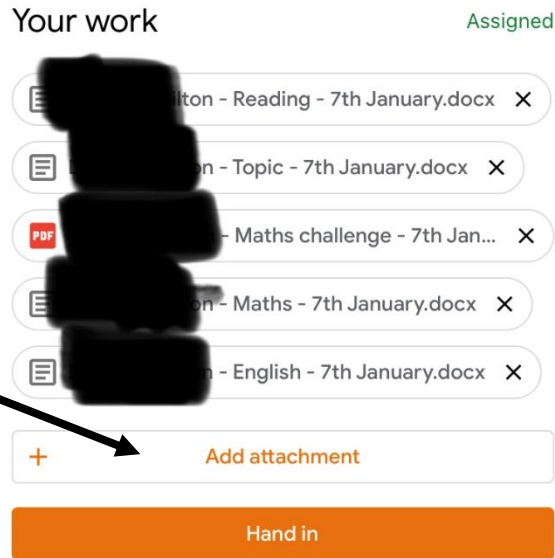 Your work Assigned
- Reading - 7th January.docx ×
- Topic - 7th January.docx ×
PDF - Maths challenge - 7th Jan... ×
- Maths - 7th January.docx ×
- English - 7th January.docx ×
+ Add attachment
Hand in